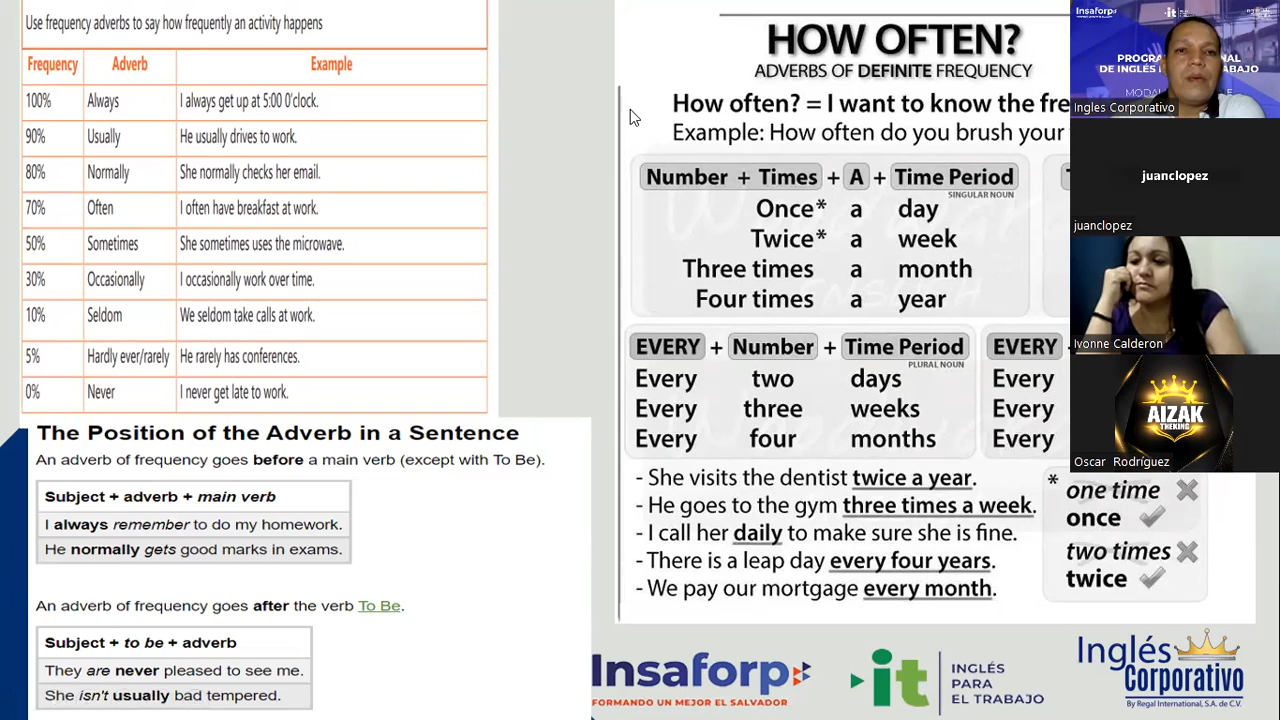 Use frequency adverbs to say how frequently an activity happens
Frequency Adverb Example
100% Always I always get up at 5:00 0'clock.
90% Usually He usually drives to work.
80% Normally She normally checks her email.
70% Often I often have breakfast at work.
50% Sometimes She sometimes uses the microwave.
30% Occasionally I occasionally work over time.
10% Seldom We seldom take calls at work.
5% Hardly ever/rarely He rarely has conferences.
0% Never I never get late to work.
The Position of the Adverb in a Sentence
An adverb of frequency goes before a main verb (except with To Be).
Subject + adverb + main verb
I always remember to do my homework.
He normally gets good marks in exams.
An adverb of frequency goes after the verb To Be.
Subject + to be + adverb
They are never pleased to see me.
She isn't usually bad tempered.
HOW OFTEN?
ADVERBS OF DEFINITE FREQUENCY
How often? = I want to know the fre
Example: How often do you brush your
Number + Times + A + Time Period
SINGULAR NOUN
Once* a day
Twice* a week
Three times a month
Four times a year
EVERY + Number + Time Period
PLURAL NOUN
Every two days
Every three weeks
Every four months
EVERY
Every
Every
Every
- She visits the dentist twice a year.
- He goes to the gym three times a week.
- I call her daily to make sure she is fine.
- There is a leap day every four years.
- We pay our mortgage every month.
* one time
once
two times
twice
Insaforp
FORMANDO UN MEJOR EL SALVADOR
it
INGLÉS
PARA
EL TRABAJO
Inglés
Corporativo
By Regal International, S.A. de C.V.
Insaforp
it
PROGRA NAL
DE INGLÉS BAJO
Ingles Corporativo
juanclopez
juanclopez
Ivonne Calderon
AIZAK
THEKING
Oscar Rodríguez